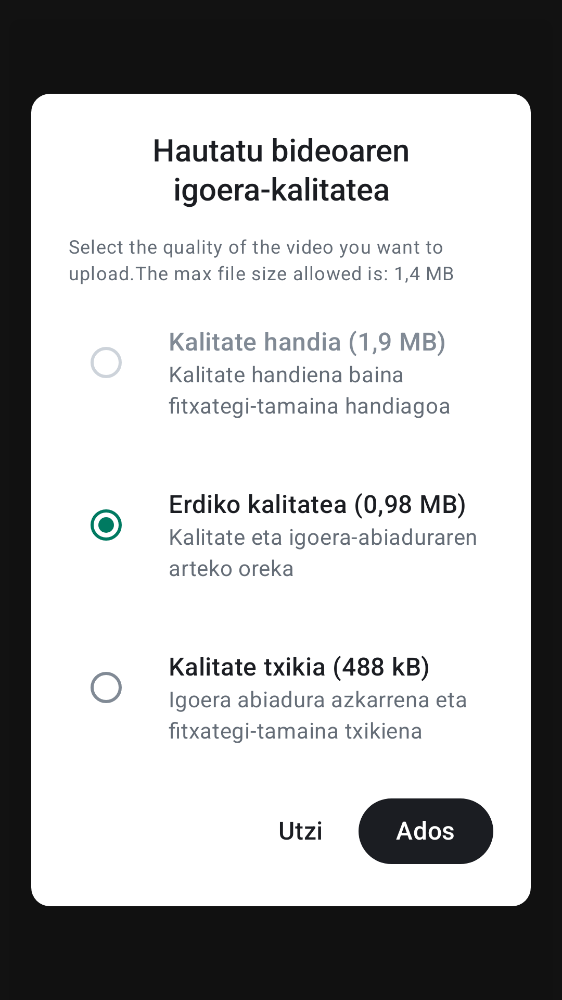 Hautatu bideoaren
igoera-kalitatea
Select the quality of the video you want to
upload.The max file size allowed is: 1,4 MB
Kalitate handia (1,9 MB)
Kalitate handiena baina
fitxategi-tamaina handiagoa
Erdiko kalitatea (0,98 MB)
Kalitate eta igoera-abiaduraren
arteko oreka
Kalitate txikia (488 kB)
Igoera abiadura azkarrena eta
fitxategi-tamaina txikiena
Utzi
Ados